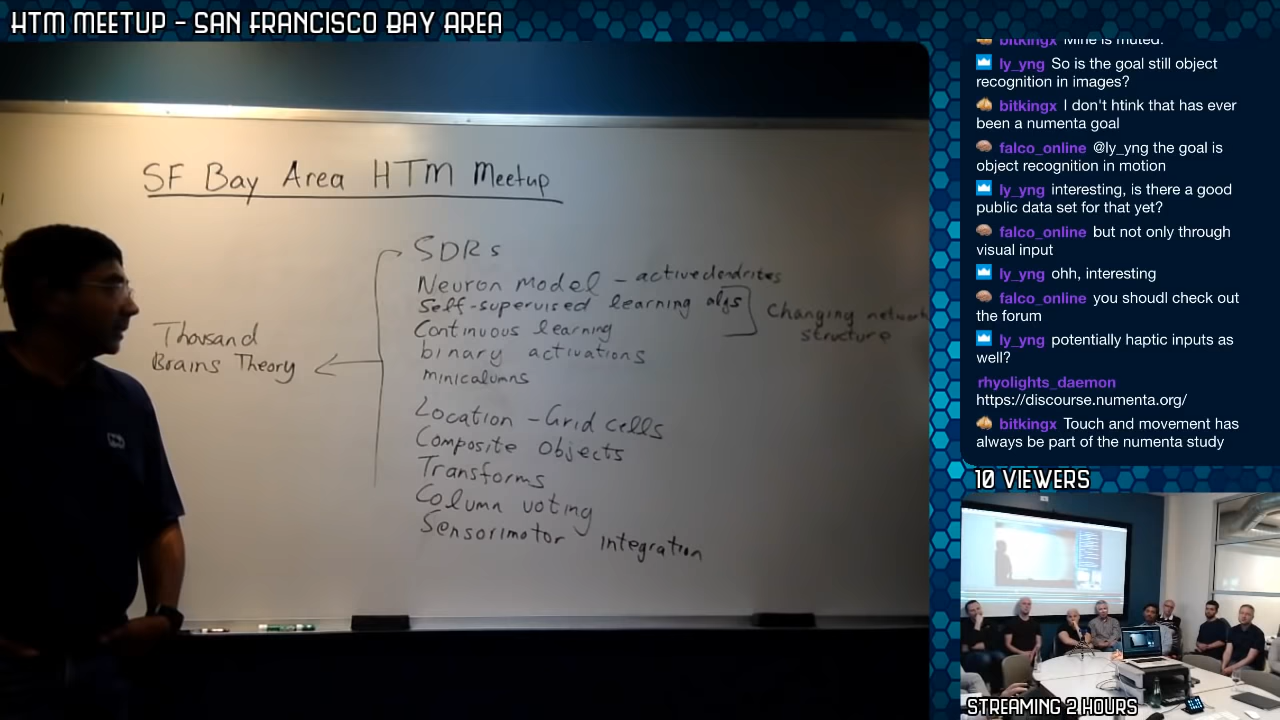 HTM MEETUP - SAN FRANCISCO BAY AREA
SF Bay Area HTM Meetup
SDRs
Neuron model - active dendrites
Self-supervised learning algs
Changing network
structure
Continuous learning
binary activations
minicolumns
Thousand
Brains Theory
Location - Grid cells
Composite Objects
Transforms
Column voting
Sensorimotor integration
bitkingx Mine is muted.
ly_yng So is the goal still object
recognition in images?
bitkingx I don't htink that has ever
been a numenta goal
falco_online @ly_yng the goal is
object recognition in motion
ly_yng interesting, is there a good
public data set for that yet?
falco_online but not only through
visual input
ly_yng ohh, interesting
falco_online you shoudl check out
the forum
ly_yng potentially haptic inputs as
well?
rhyolights_daemon
https://discourse.numenta.org/
bitkingx Touch and movement has
always be part of the numenta study
10 VIEWERS
STREAMING 2 HOURS